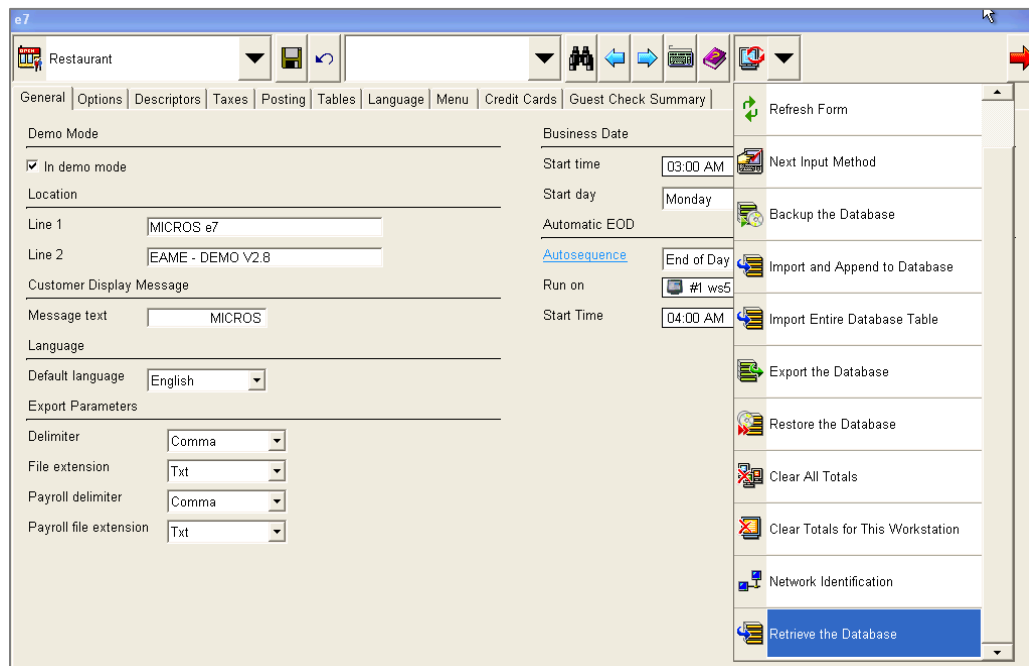 e7
OPEN
Restaurant
General Options Descriptors Taxes Posting Tables Language Menu Credit Cards Guest Check Summary
Demo Mode
In demo mode
Location
Line 1 MICROS e7
Line 2 EAME - DEMO V2.8
Customer Display Message
Message text MICROS
Language
Default language English
Export Parameters
Delimiter Comma
File extension Txt
Payroll delimiter Comma
Payroll file extension Txt
Business Date
Start time 03:00 AM
Start day Monday
Automatic EOD
Autosequence End of Day
Run on #1 ws5
Start Time 04:00 AM
Refresh Form
Next Input Method
Backup the Database
Import and Append to Database
Import Entire Database Table
Export the Database
Restore the Database
Clear All Totals
Clear Totals for This Workstation
Network Identification
Retrieve the Database